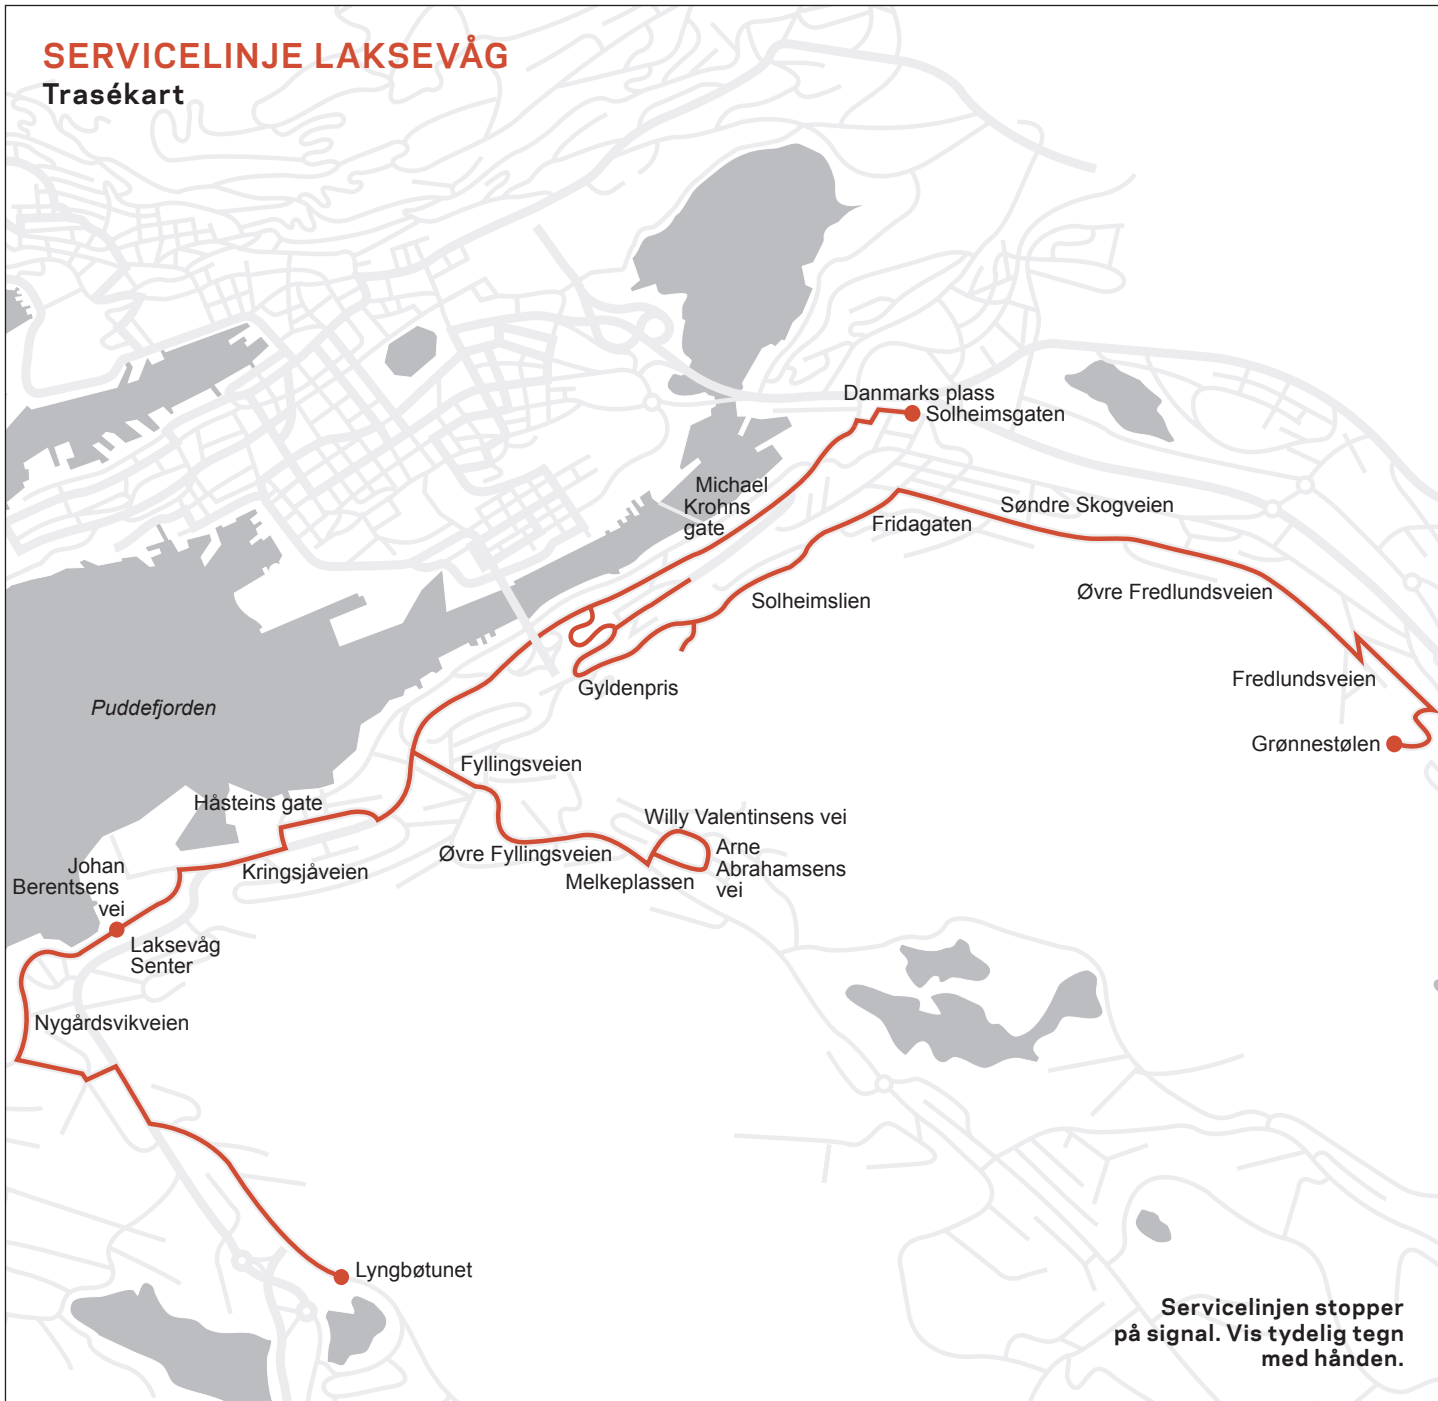 SERVICELINJE LAKSEVÅG
Trasékart
Danmarks plass
Solheimsgaten
Michael
Krohns
gate
Søndre Skogveien
Fridagaten
Øvre Fredlundsveien
Solheimslien
Fredlundsveien
Gyldenpris
Puddefjorden
Grønnestølen
Fyllingsveien
Håsteins gate
Willy Valentinsens vei
Øvre Fyllingsveien
Arne
Abrahamsens
vei
Melkeplassen
Kringsjåveien
Johan
Berentsens
vei
Laksevåg
Senter
Nygårdsvikveien
Lyngbøtunet
Servicelinjen stopper
på signal. Vis tydelig tegn
med hånden.